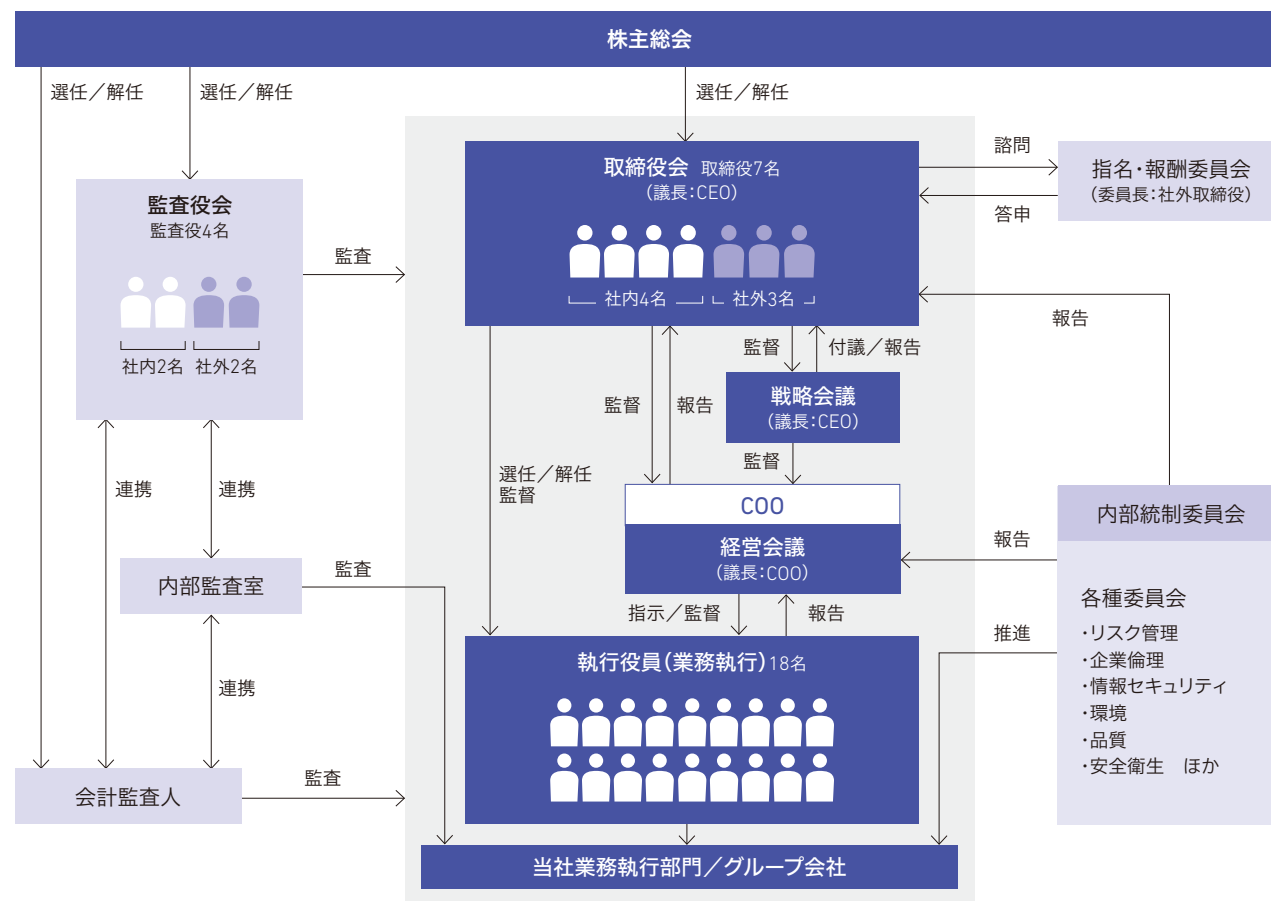 株主総会
選任／解任
選任／解任
選任／解任
監査役会
監査役4名
社内2名 社外2名
監査
取締役会 取締役7名
(議長:CEO)
社内4名 社外3名
諮問
答申
指名・報酬委員会
(委員長:社外取締役)
報告
監督
付議／報告
戦略会議
(議長:CEO)
監督
報告
監督
選任／解任
監督
COO
経営会議
(議長:COO)
連携
連携
内部監査室
監査
連携
指示／監督
報告
報告
推進
内部統制委員会
各種委員会
・リスク管理
・企業倫理
・情報セキュリティ
・環境
・品質
・安全衛生　ほか
執行役員(業務執行)18名
会計監査人
監査
当社業務執行部門／グループ会社